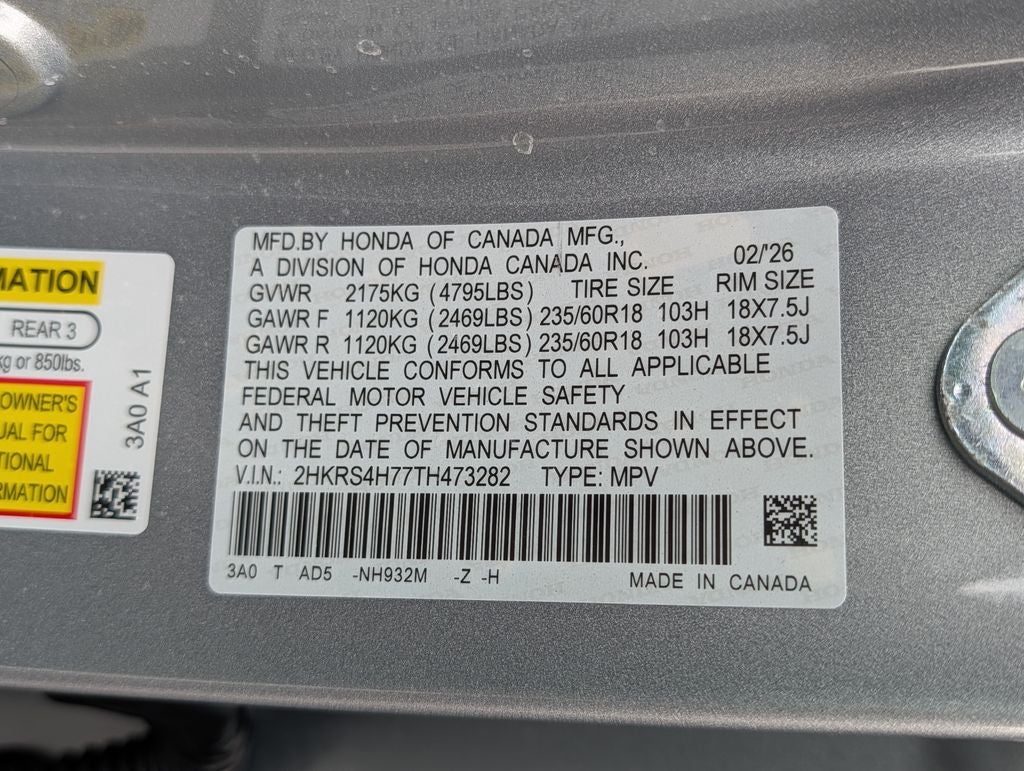 MATION
REAR 3
kg or 850lbs.
OWNER'S
UAL FOR
TIONAL
RMATION
3A0 A1
MFD.BY HONDA OF CANADA MFG.,
A DIVISION OF HONDA CANADA INC. 02/'26
GVWR 2175KG (4795LBS) TIRE SIZE RIM SIZE
GAWR F 1120KG (2469LBS) 235/60R18 103H 18X7.5J
GAWR R 1120KG (2469LBS) 235/60R18 103H 18X7.5J
THIS VEHICLE CONFORMS TO ALL APPLICABLE
FEDERAL MOTOR VEHICLE SAFETY
AND THEFT PREVENTION STANDARDS IN EFFECT
ON THE DATE OF MANUFACTURE SHOWN ABOVE.
V.I.N.: 2HKRS4H77TH473282 TYPE: MPV
3A0 T AD5 -NH932M -Z -H MADE IN CANADA